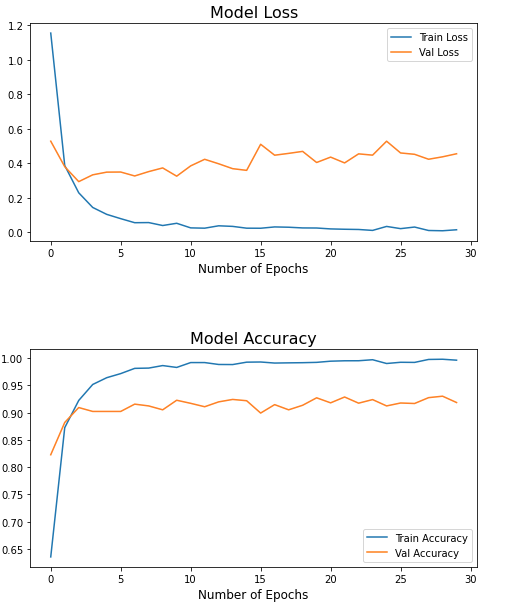 Model Loss
1.2
1.0
0.8
0.6
0.4
0.2
0.0
Train Loss
Val Loss
0 5 10 15 20 25 30
Number of Epochs
Model Accuracy
1.00
0.95
0.90
0.85
0.80
0.75
0.70
0.65
Train Accuracy
Val Accuracy
0 5 10 15 20 25 30
Number of Epochs